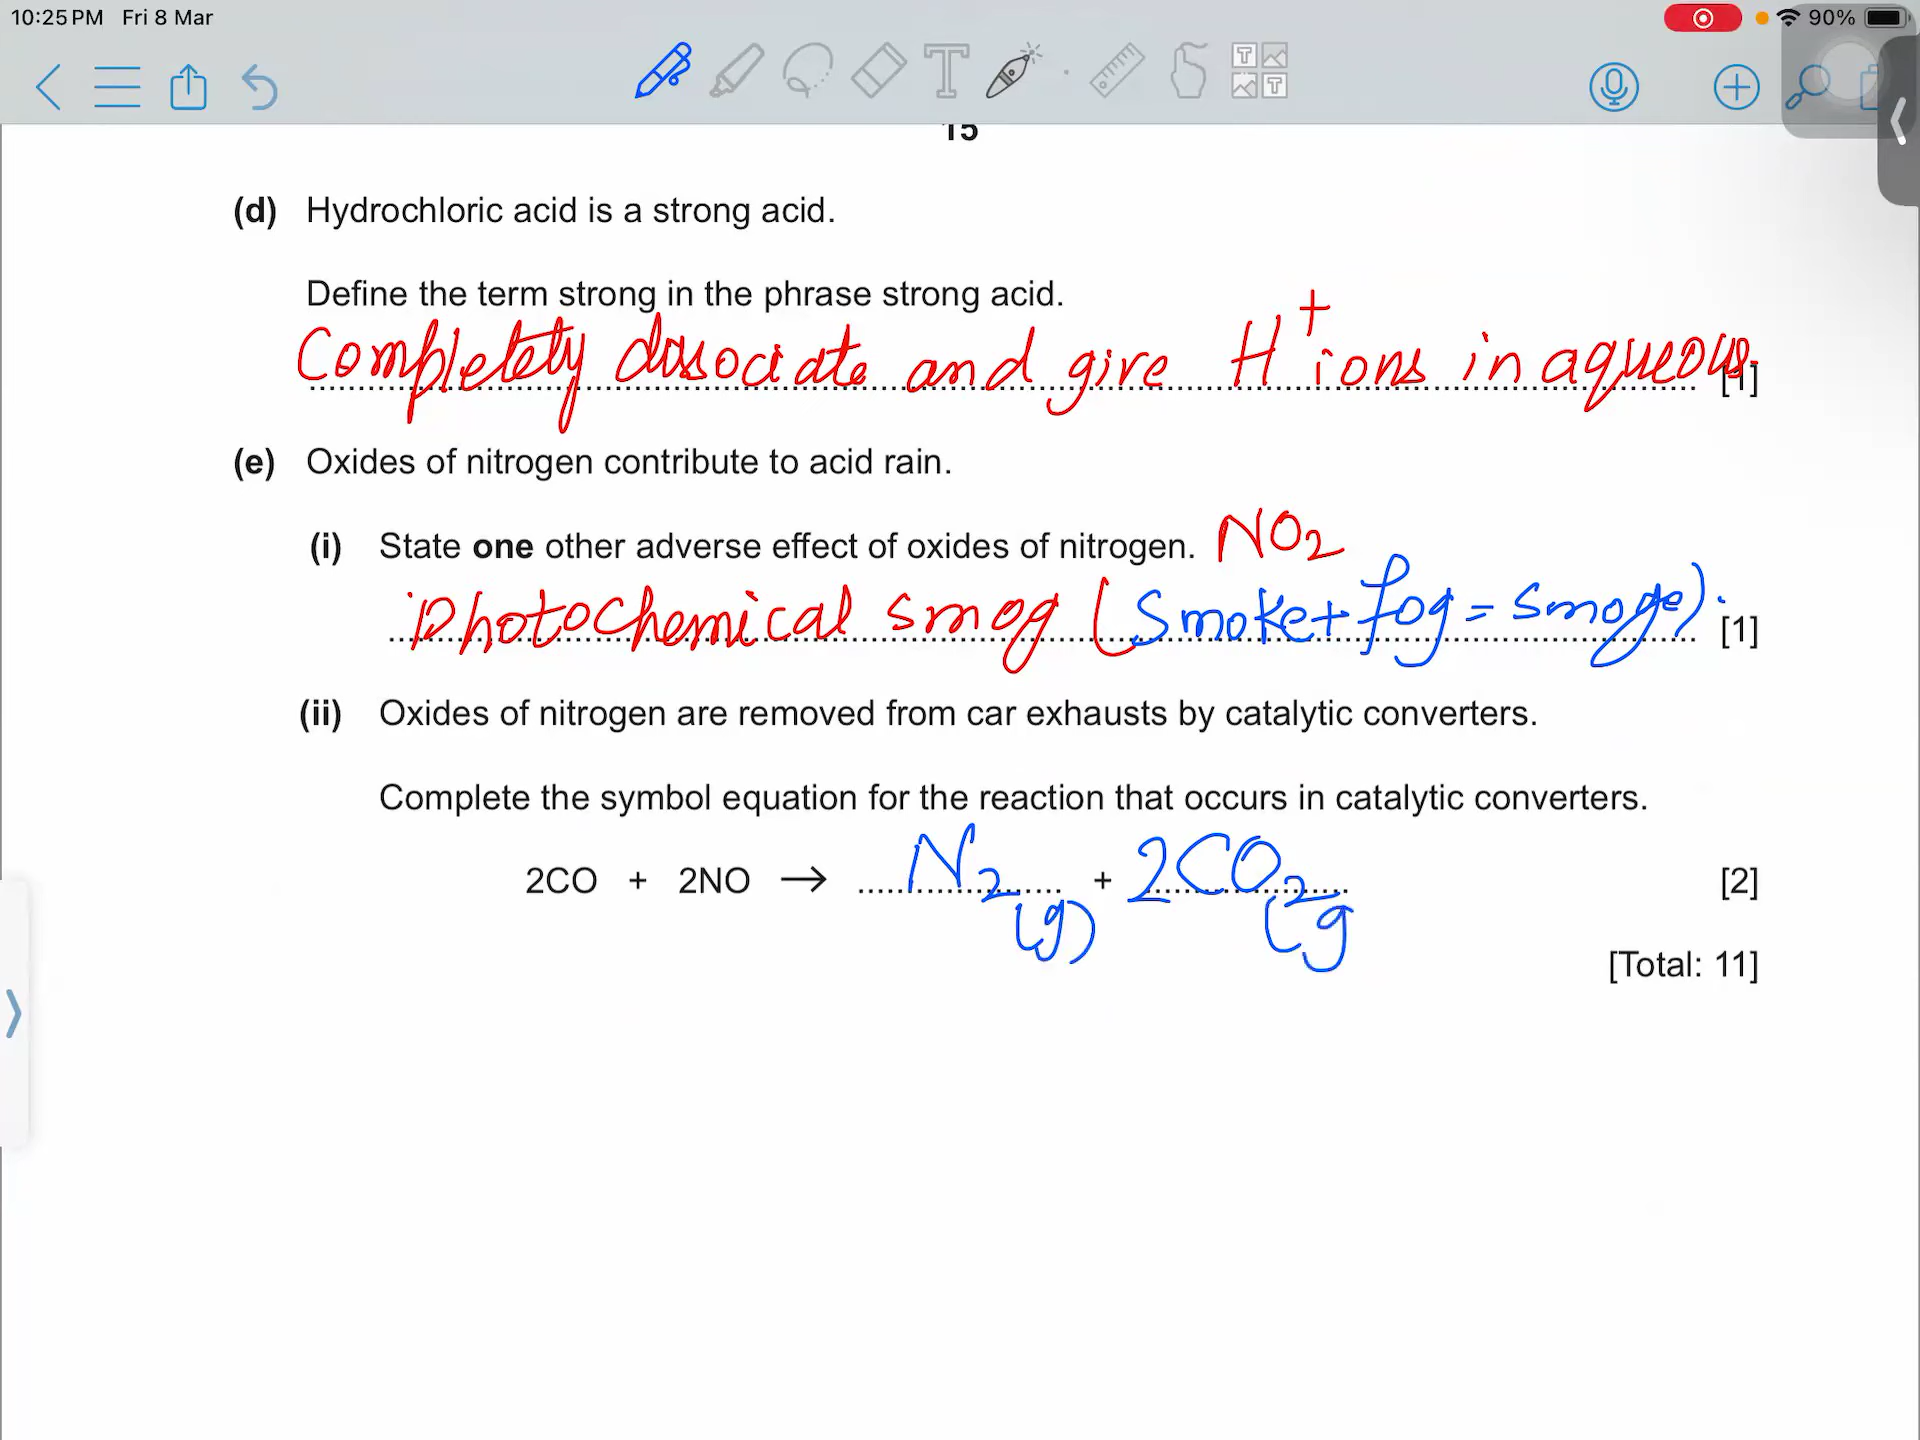 10:25 PM Fri 8 Mar 90%
15
(d) Hydrochloric acid is a strong acid.
Define the term strong in the phrase strong acid.
Completely dissociate and give H+ ions in aqueous. [1]
(e) Oxides of nitrogen contribute to acid rain.
(i) State one other adverse effect of oxides of nitrogen. NO2
Photochemical smog (Smoke + fog = smoge). [1]
(ii) Oxides of nitrogen are removed from car exhausts by catalytic converters.
Complete the symbol equation for the reaction that occurs in catalytic converters.
2CO + 2NO → N2(g) + 2CO2(g [2]
[Total: 11]